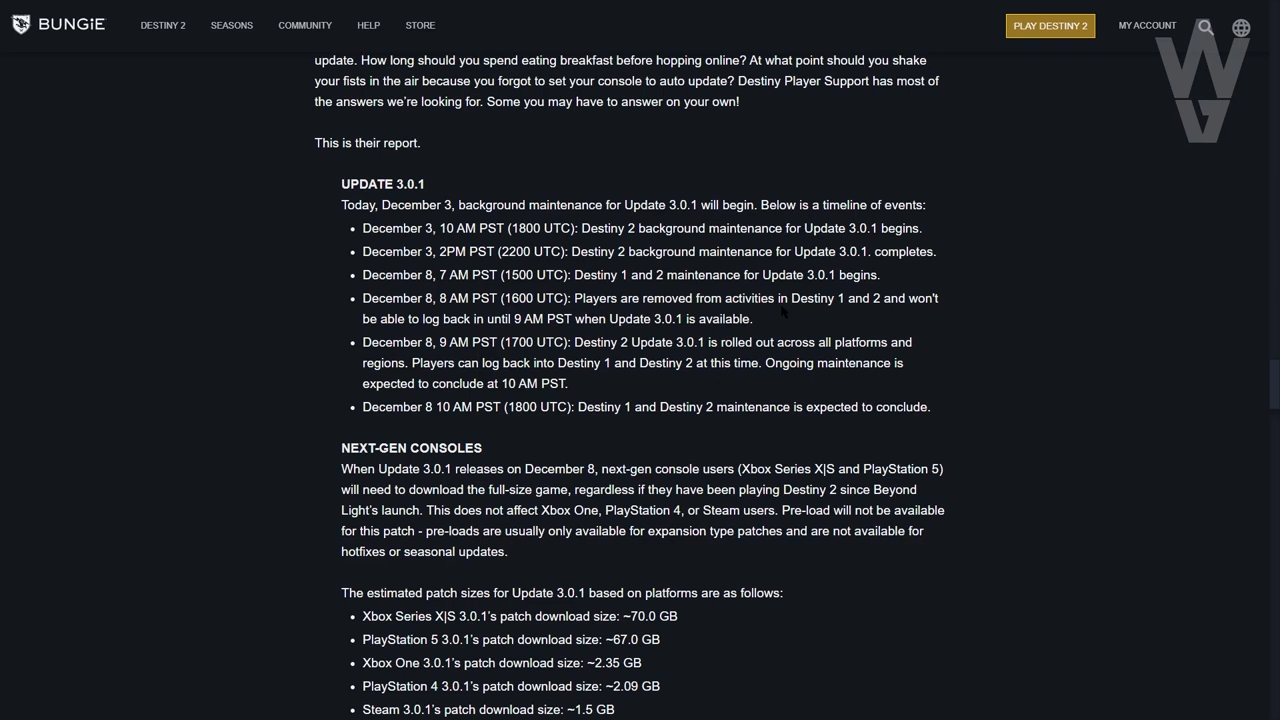 BUNGiE DESTINY 2 SEASONS COMMUNITY HELP STORE PLAY DESTINY 2 MY ACCOUNT
WG
update. How long should you spend eating breakfast before hopping online? At what point should you shake
your fists in the air because you forgot to set your console to auto update? Destiny Player Support has most of
the answers we're looking for. Some you may have to answer on your own!
This is their report.
UPDATE 3.0.1
Today, December 3, background maintenance for Update 3.0.1 will begin. Below is a timeline of events:
• December 3, 10 AM PST (1800 UTC): Destiny 2 background maintenance for Update 3.0.1 begins.
• December 3, 2PM PST (2200 UTC): Destiny 2 background maintenance for Update 3.0.1. completes.
• December 8, 7 AM PST (1500 UTC): Destiny 1 and 2 maintenance for Update 3.0.1 begins.
• December 8, 8 AM PST (1600 UTC): Players are removed from activities in Destiny 1 and 2 and won't
be able to log back in until 9 AM PST when Update 3.0.1 is available.
• December 8, 9 AM PST (1700 UTC): Destiny 2 Update 3.0.1 is rolled out across all platforms and
regions. Players can log back into Destiny 1 and Destiny 2 at this time. Ongoing maintenance is
expected to conclude at 10 AM PST.
• December 8 10 AM PST (1800 UTC): Destiny 1 and Destiny 2 maintenance is expected to conclude.
NEXT-GEN CONSOLES
When Update 3.0.1 releases on December 8, next-gen console users (Xbox Series X|S and PlayStation 5)
will need to download the full-size game, regardless if they have been playing Destiny 2 since Beyond
Light's launch. This does not affect Xbox One, PlayStation 4, or Steam users. Pre-load will not be available
for this patch - pre-loads are usually only available for expansion type patches and are not available for
hotfixes or seasonal updates.
The estimated patch sizes for Update 3.0.1 based on platforms are as follows:
• Xbox Series X|S 3.0.1's patch download size: ~70.0 GB
• PlayStation 5 3.0.1's patch download size: ~67.0 GB
• Xbox One 3.0.1's patch download size: ~2.35 GB
• PlayStation 4 3.0.1's patch download size: ~2.09 GB
• Steam 3.0.1's patch download size: ~1.5 GB